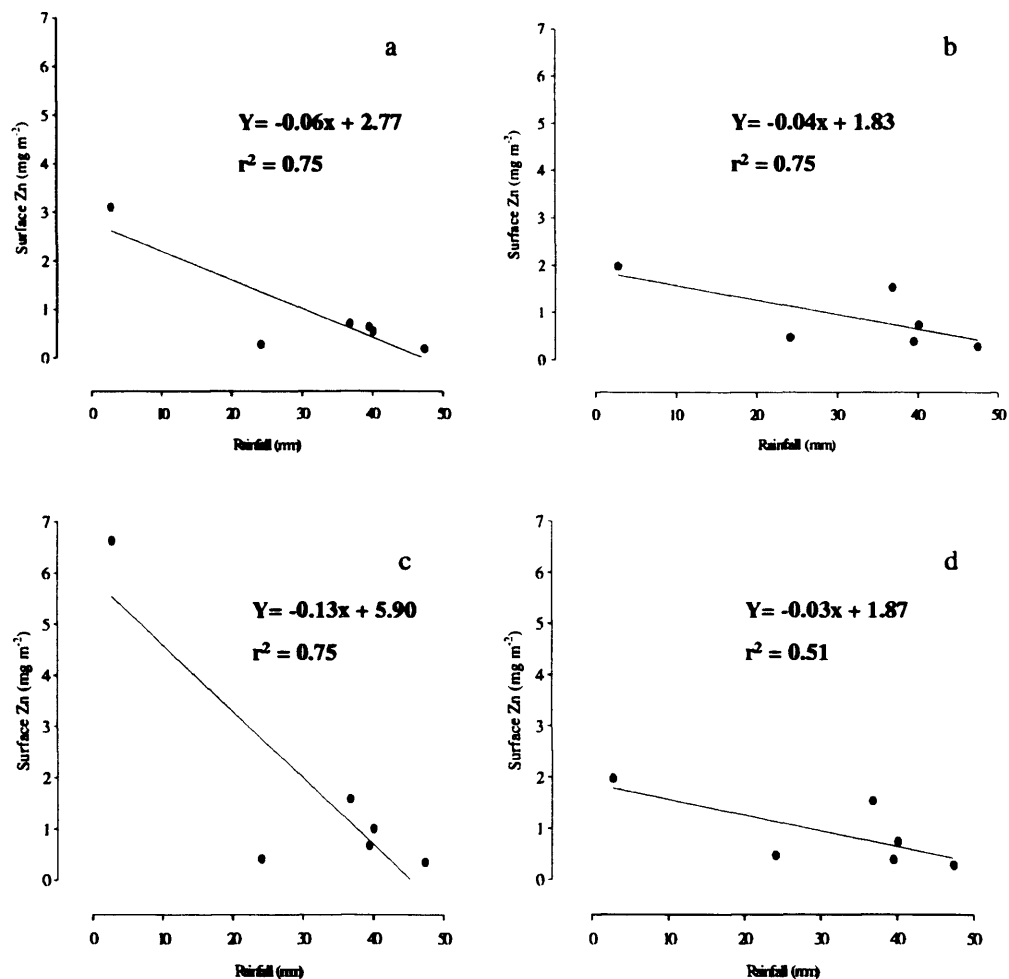 a
Y= -0.06x + 2.77
r² = 0.75
Surface Zn (mg m⁻²)
7
6
5
4
3
2
1
0
0 10 20 30 40 50
Rainfall (mm)
b
Y= -0.04x + 1.83
r² = 0.75
Surface Zn (mg m⁻²)
7
6
5
4
3
2
1
0
0 10 20 30 40 50
Rainfall (mm)
c
Y= -0.13x + 5.90
r² = 0.75
Surface Zn (mg m⁻²)
7
6
5
4
3
2
1
0
0 10 20 30 40 50
Rainfall (mm)
d
Y= -0.03x + 1.87
r² = 0.51
Surface Zn (mg m⁻²)
7
6
5
4
3
2
1
0
0 10 20 30 40 50
Rainfall (mm)